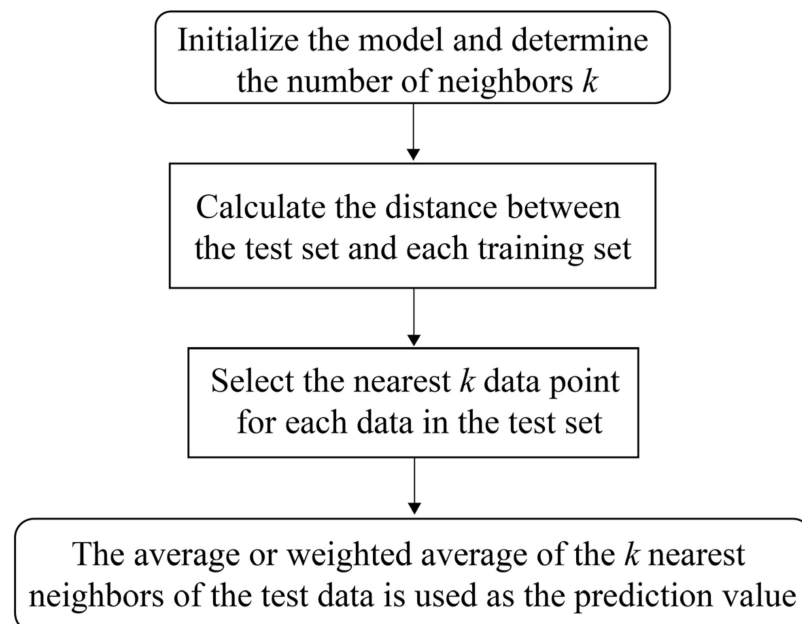 Initialize the model and determine
the number of neighbors k
Calculate the distance between
the test set and each training set
Select the nearest k data point
for each data in the test set
The average or weighted average of the k nearest
neighbors of the test data is used as the prediction value